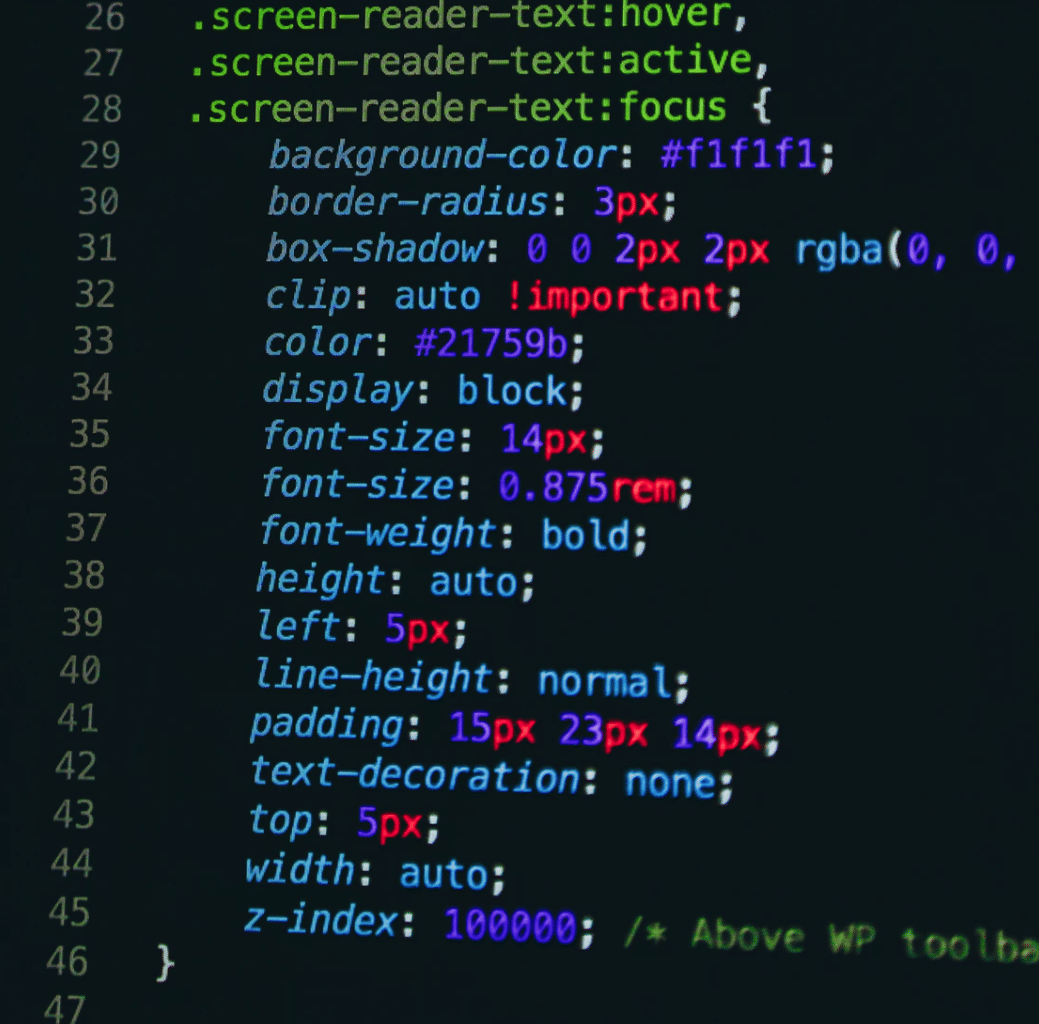 26 .screen-reader-text:hover,
27 .screen-reader-text:active,
28 .screen-reader-text:focus {
29 background-color: #f1f1f1;
30 border-radius: 3px;
31 box-shadow: 0 0 2px 2px rgba(0, 0,
32 clip: auto !important;
33 color: #21759b;
34 display: block;
35 font-size: 14px;
36 font-size: 0.875rem;
37 font-weight: bold;
38 height: auto;
39 left: 5px;
40 line-height: normal;
41 padding: 15px 23px 14px;
42 text-decoration: none;
43 top: 5px;
44 width: auto;
45 z-index: 100000; /* Above WP toolba
46 }
47